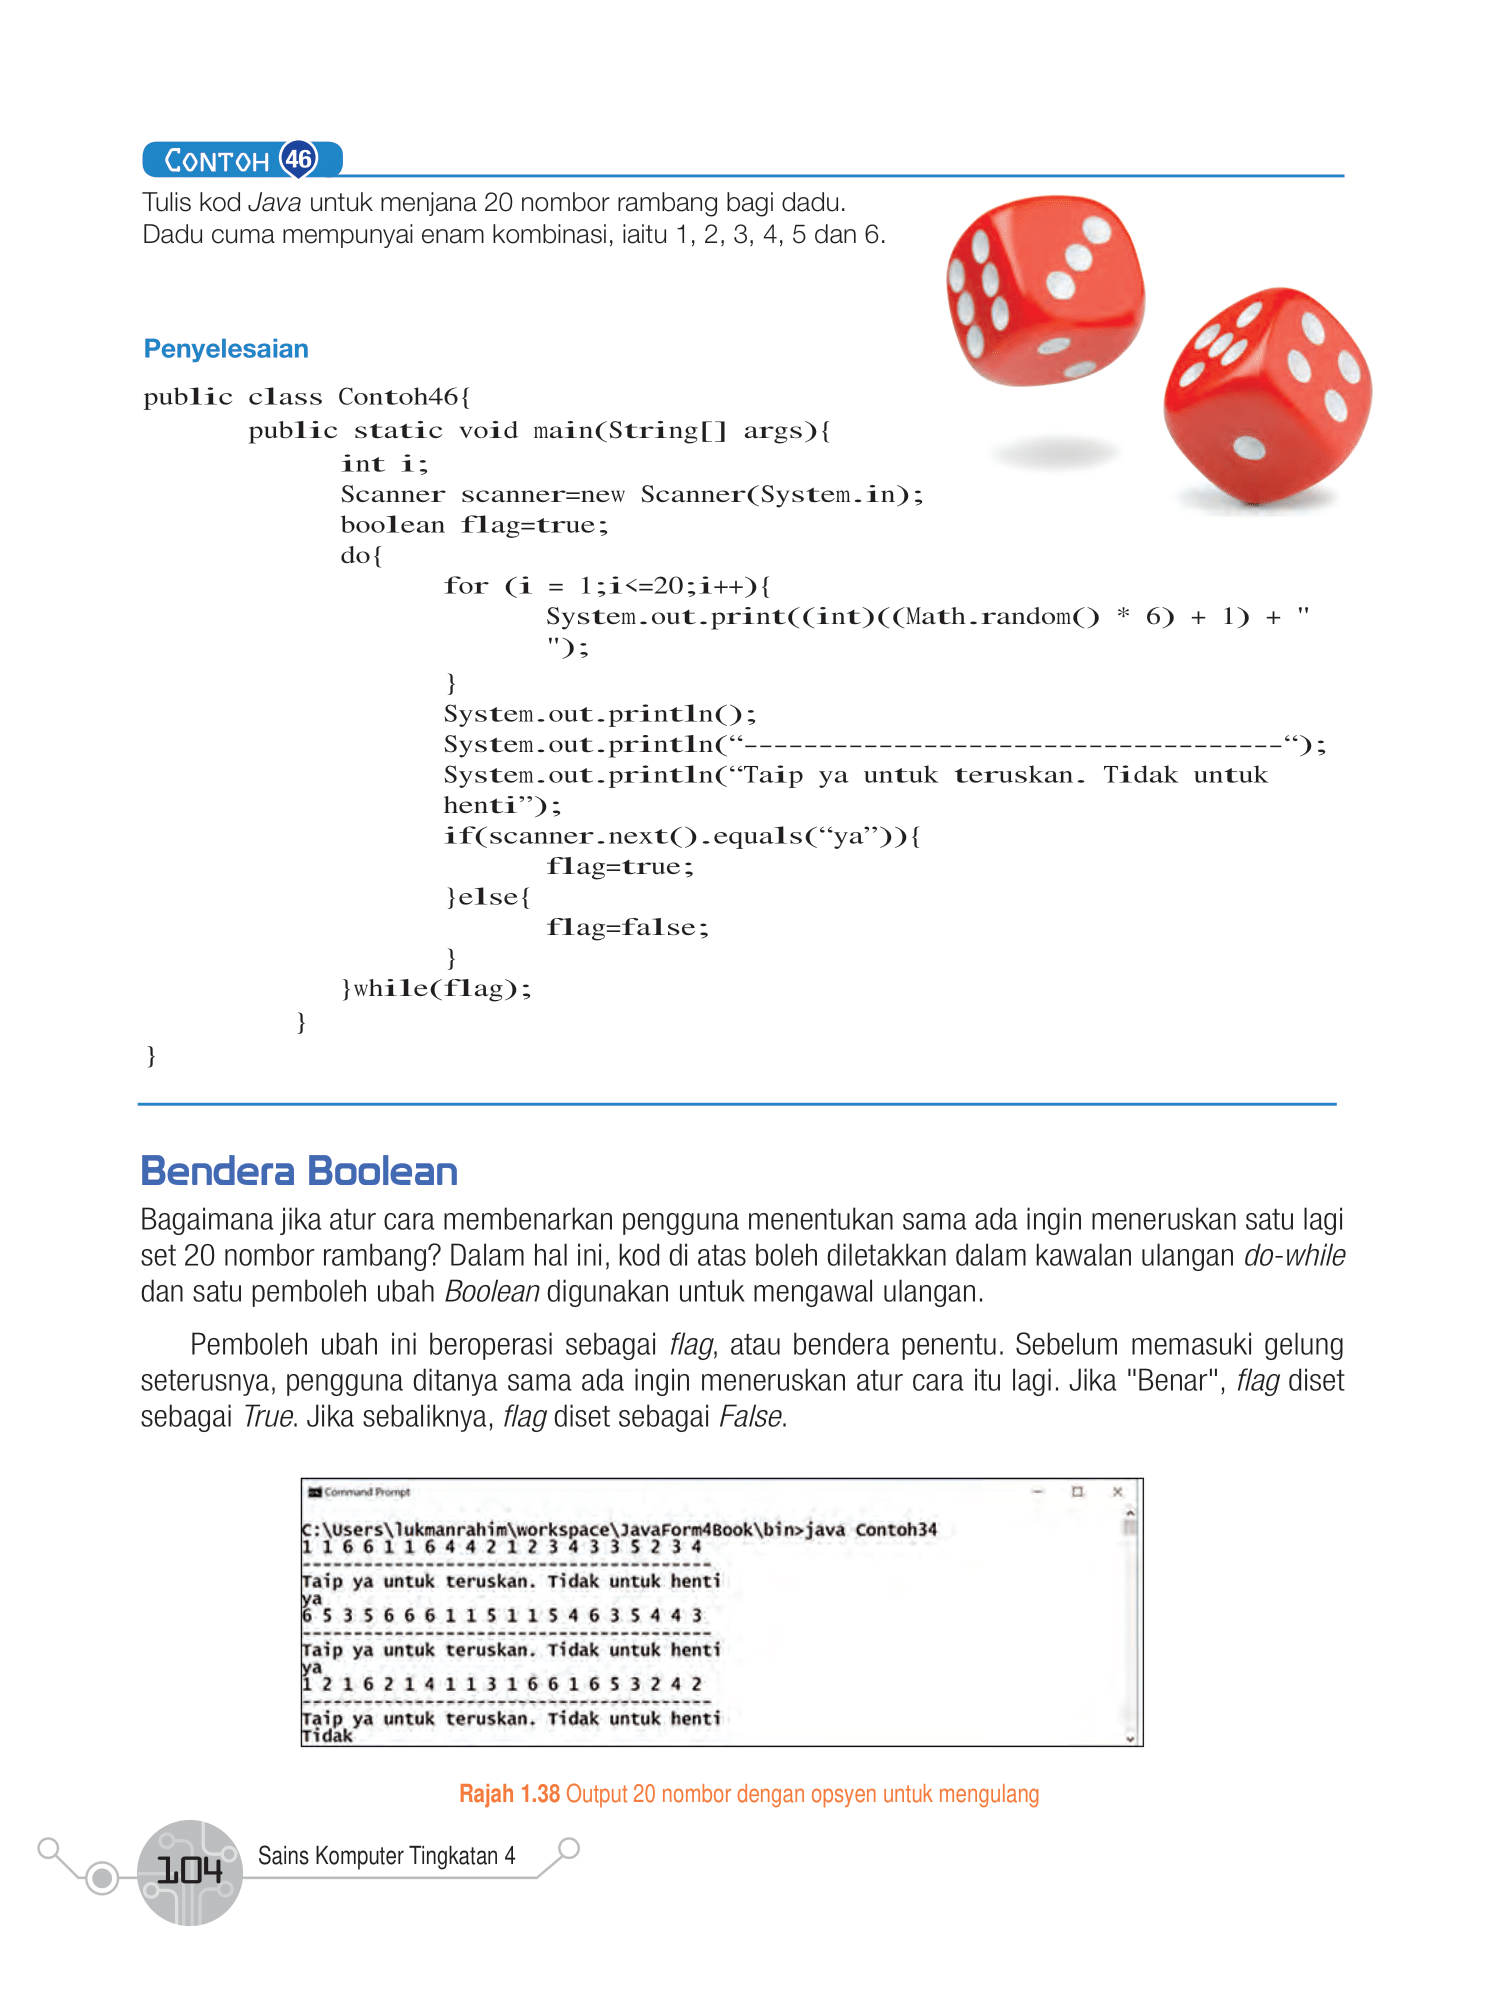 CONTOH 46
Tulis kod Java untuk menjana 20 nombor rambang bagi dadu.
Dadu cuma mempunyai enam kombinasi, iaitu 1, 2, 3, 4, 5 dan 6.
Penyelesaian
public class Contoh46{
public static void main(String[] args){
int i;
Scanner scanner=new Scanner(System.in);
boolean flag=true;
do{
for (i = 1;i<=20;i++){
System.out.print((int)((Math.random() * 6) + 1) + "
");
}
System.out.println();
System.out.println(“------------------------------------“);
System.out.println(“Taip ya untuk teruskan. Tidak untuk
henti”);
if(scanner.next().equals(“ya”)){
flag=true;
}else{
flag=false;
}
}while(flag);
}
}
Bendera Boolean
Bagaimana jika atur cara membenarkan pengguna menentukan sama ada ingin meneruskan satu lagi
set 20 nombor rambang? Dalam hal ini, kod di atas boleh diletakkan dalam kawalan ulangan do-while
dan satu pemboleh ubah Boolean digunakan untuk mengawal ulangan.
Pemboleh ubah ini beroperasi sebagai flag, atau bendera penentu. Sebelum memasuki gelung
seterusnya, pengguna ditanya sama ada ingin meneruskan atur cara itu lagi. Jika "Benar", flag diset
sebagai True. Jika sebaliknya, flag diset sebagai False.
Command Prompt
C:\Users\lukmanrahim\workspace\JavaForm4Book\bin>java Contoh34
1 1 6 6 1 1 6 4 4 2 1 2 3 4 3 3 5 2 3 4
----------------------------------------
Taip ya untuk teruskan. Tidak untuk henti
ya
6 5 3 5 6 6 6 1 1 5 1 1 5 4 6 3 5 4 4 3
----------------------------------------
Taip ya untuk teruskan. Tidak untuk henti
ya
1 2 1 6 2 1 4 1 1 3 1 6 6 1 6 5 3 2 4 2
----------------------------------------
Taip ya untuk teruskan. Tidak untuk henti
Tidak
Rajah 1.38 Output 20 nombor dengan opsyen untuk mengulang
104
Sains Komputer Tingkatan 4